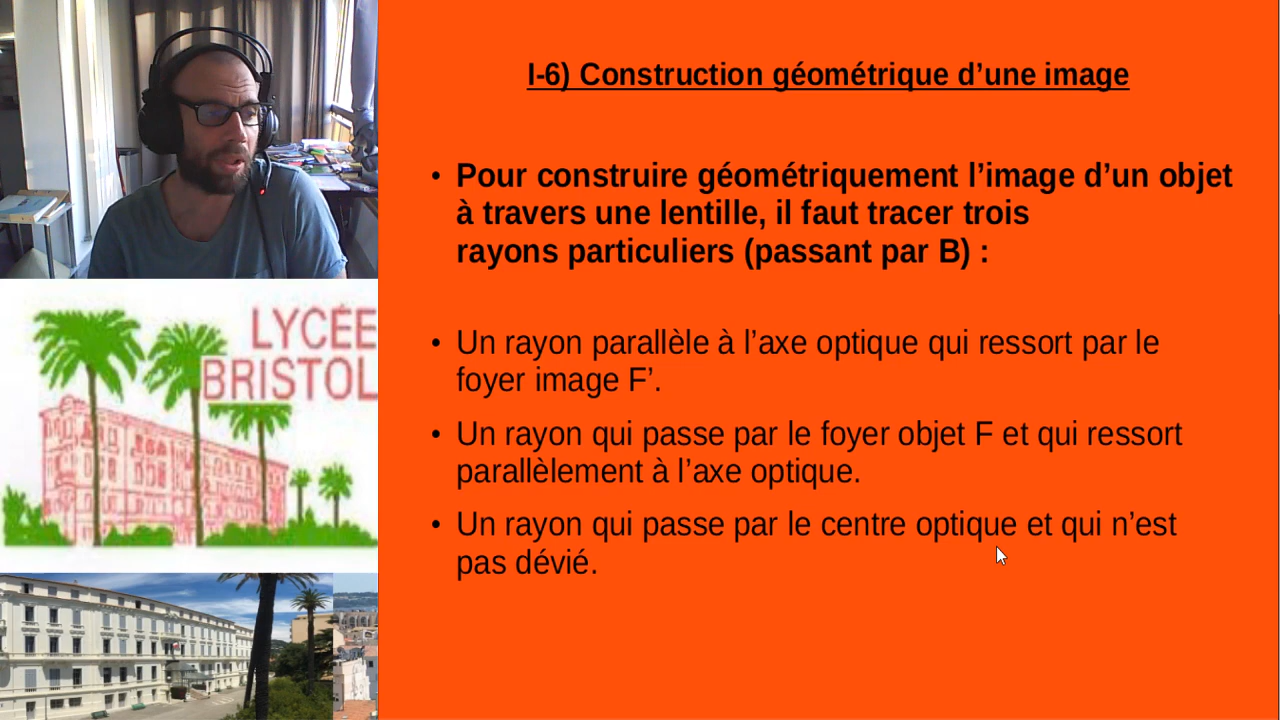 I-6) Construction géométrique d’une image
• Pour construire géométriquement l’image d’un objet
à travers une lentille, il faut tracer trois
rayons particuliers (passant par B) :
• Un rayon parallèle à l’axe optique qui ressort par le
foyer image F’.
• Un rayon qui passe par le foyer objet F et qui ressort
parallèlement à l’axe optique.
• Un rayon qui passe par le centre optique et qui n’est
pas dévié.
LYCÉE
BRISTOL